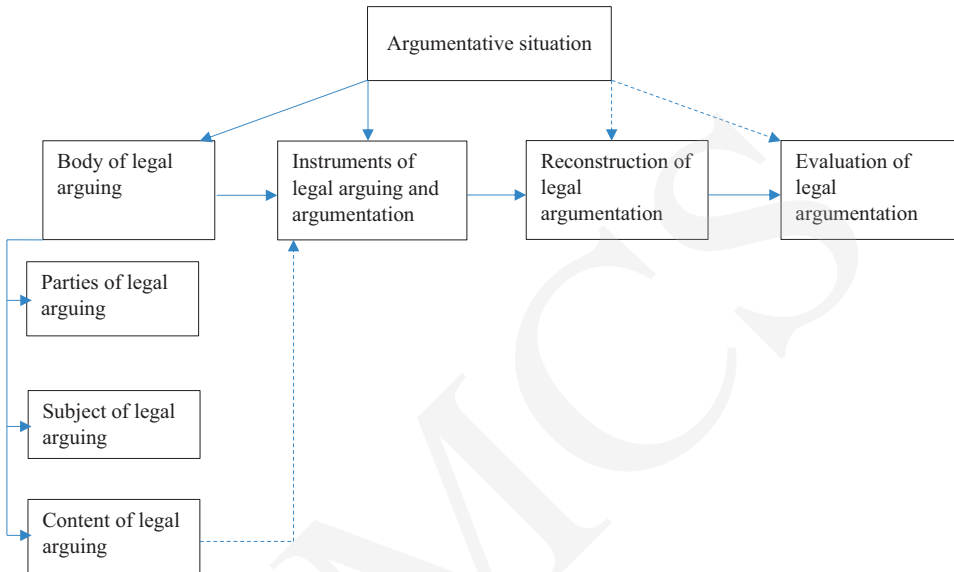 Argumentative situation
Body of legal
arguing
Instruments of
legal arguing and
argumentation
Reconstruction of
legal
argumentation
Evaluation of
legal
argumentation
Parties of legal
arguing
Subject of legal
arguing
Content of legal
arguing
MCS